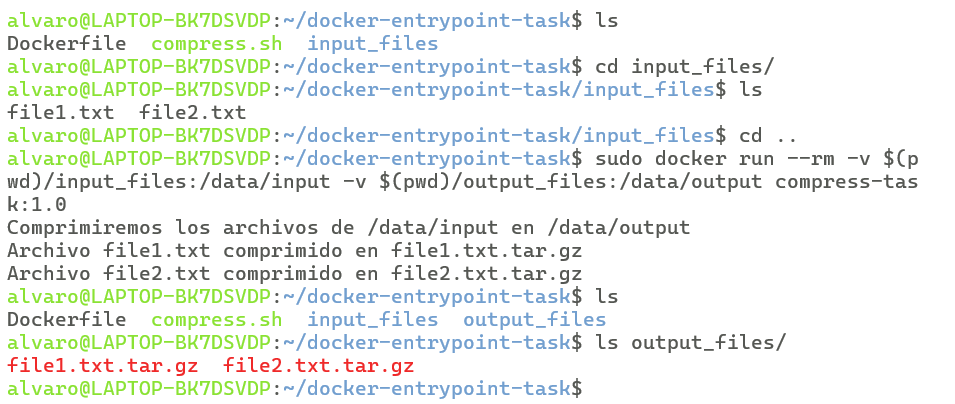 alvaro@LAPTOP-BK7DSVDP:~/docker-entrypoint-task$ ls
Dockerfile  compress.sh  input_files
alvaro@LAPTOP-BK7DSVDP:~/docker-entrypoint-task$ cd input_files/
alvaro@LAPTOP-BK7DSVDP:~/docker-entrypoint-task/input_files$ ls
file1.txt  file2.txt
alvaro@LAPTOP-BK7DSVDP:~/docker-entrypoint-task/input_files$ cd ..
alvaro@LAPTOP-BK7DSVDP:~/docker-entrypoint-task$ sudo docker run --rm -v $(p
wd)/input_files:/data/input -v $(pwd)/output_files:/data/output compress-tas
k:1.0
Comprimiremos los archivos de /data/input en /data/output
Archivo file1.txt comprimido en file1.txt.tar.gz
Archivo file2.txt comprimido en file2.txt.tar.gz
alvaro@LAPTOP-BK7DSVDP:~/docker-entrypoint-task$ ls
Dockerfile  compress.sh  input_files  output_files
alvaro@LAPTOP-BK7DSVDP:~/docker-entrypoint-task$ ls output_files/
file1.txt.tar.gz  file2.txt.tar.gz
alvaro@LAPTOP-BK7DSVDP:~/docker-entrypoint-task$